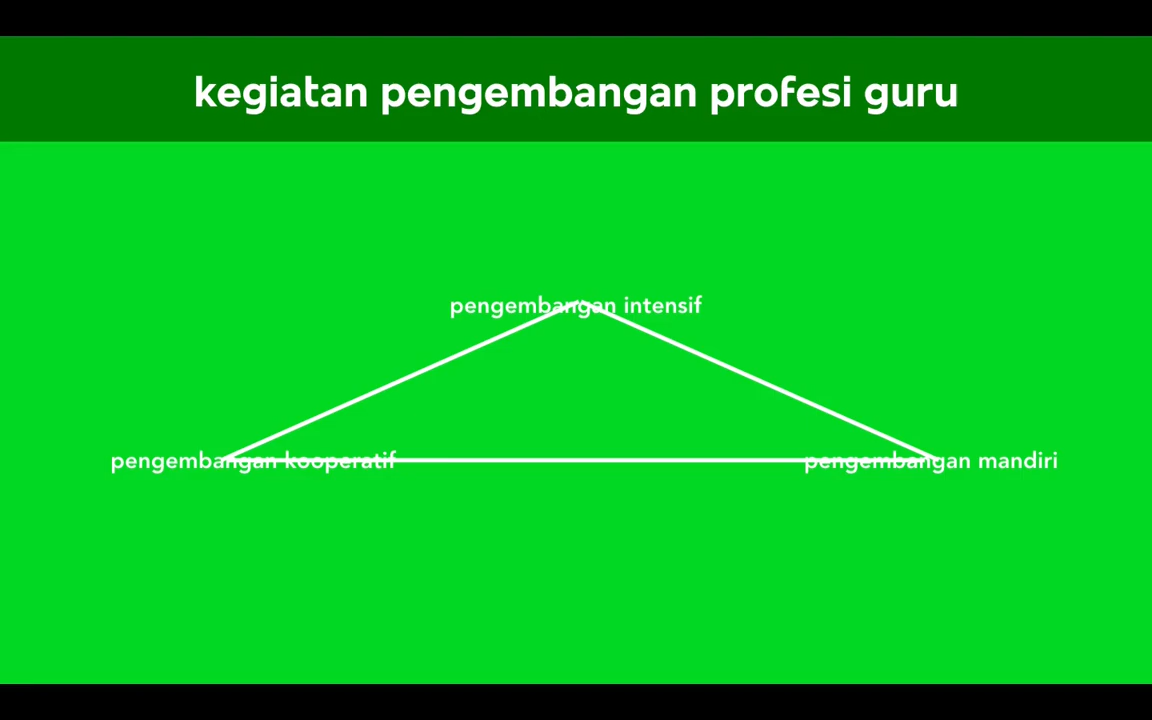 kegiatan pengembangan profesi guru
pengembangan intensif
pengembangan kooperatif
pengembangan mandiri